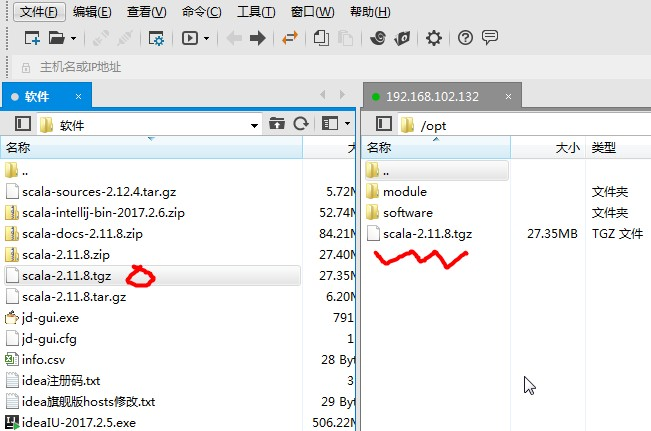 文件(F) 编辑(E) 查看(V) 命令(C) 工具(T) 窗口(W) 帮助(H)
主机名或IP地址
软件 × 192.168.102.132 ×
软件 /opt
名称 大小 类型
..
scala-sources-2.12.4.tar.gz 5.72M
scala-intellij-bin-2017.2.6.zip 52.74M
scala-docs-2.11.8.zip 84.21M
scala-2.11.8.zip 27.40M
scala-2.11.8.tgz 27.35M
scala-2.11.8.tar.gz 6.20M
jd-gui.exe 791
jd-gui.cfg
info.csv 28 Byt
idea注册码.txt 3
idea旗舰版hosts修改.txt 29 Byt
ideaIU-2017.2.5.exe 506.22M
..
module 文件夹
software 文件夹
scala-2.11.8.tgz 27.35MB TGZ 文件